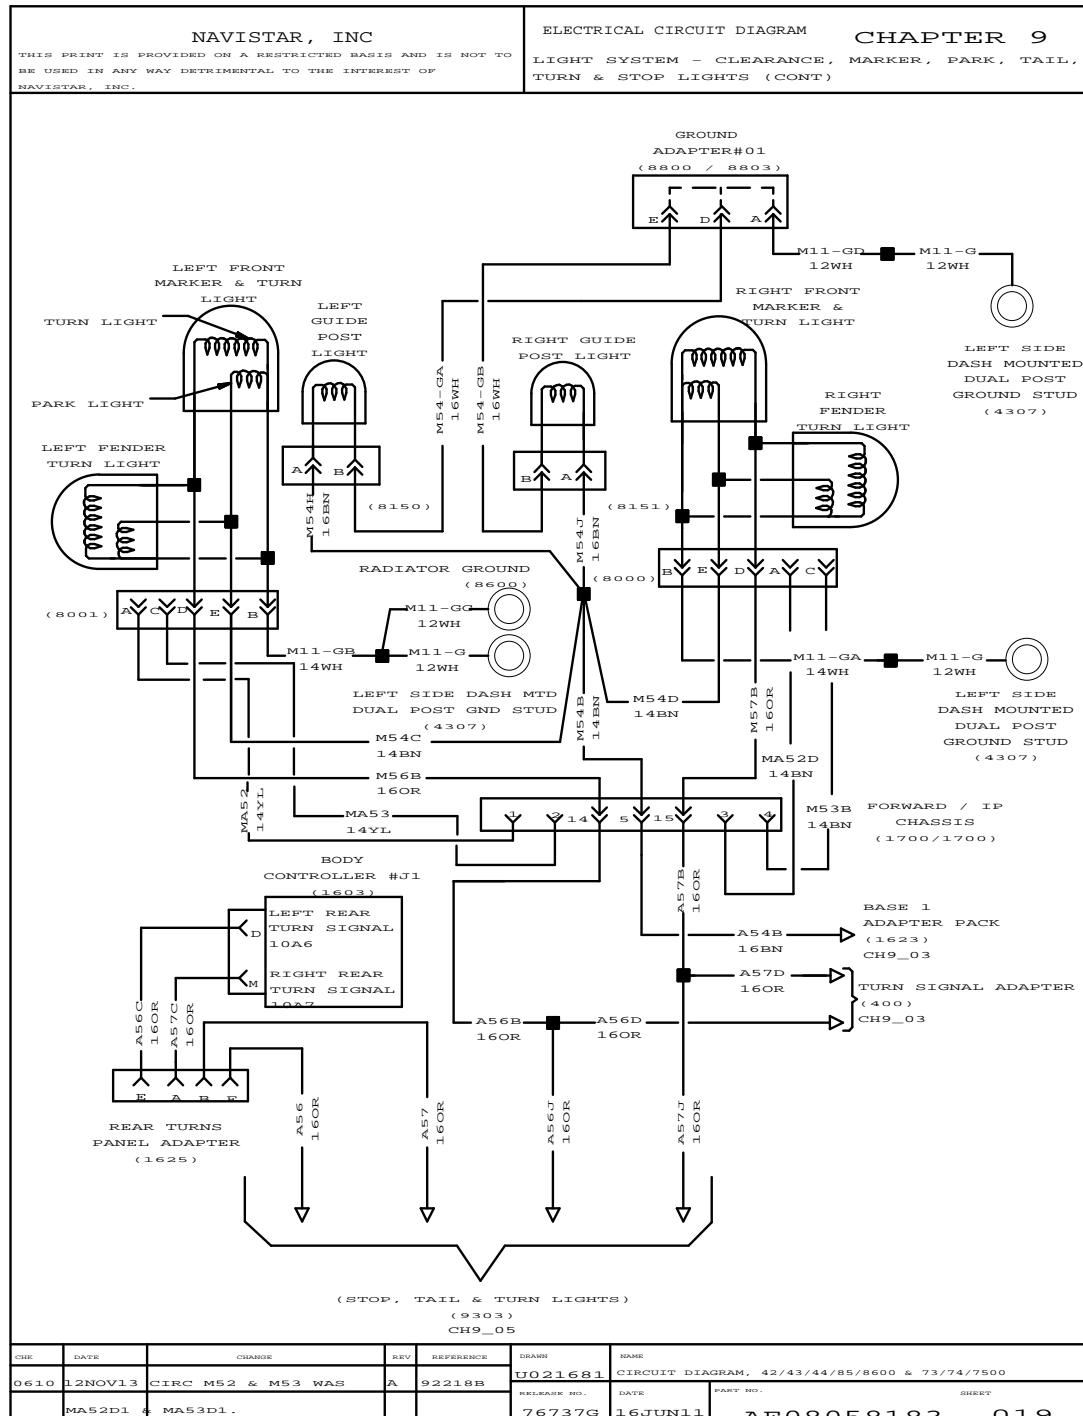 NAVISTAR, INC
THIS PRINT IS PROVIDED ON A RESTRICTED BASIS AND IS NOT TO
BE USED IN ANY WAY DETRIMENTAL TO THE INTEREST OF
NAVISTAR, INC.
ELECTRICAL CIRCUIT DIAGRAM
CHAPTER 9
LIGHT SYSTEM - CLEARANCE, MARKER, PARK, TAIL,
TURN & STOP LIGHTS (CONT)
GROUND
ADAPTER#01
(8800 / 8803)
E D A
M11-GD
12WH
M11-G
12WH
LEFT SIDE
DASH MOUNTED
DUAL POST
GROUND STUD
(4307)
LEFT FRONT
MARKER & TURN
LIGHT
TURN LIGHT
PARK LIGHT
LEFT
GUIDE
POST
LIGHT
RIGHT GUIDE
POST LIGHT
RIGHT FRONT
MARKER &
TURN LIGHT
RIGHT
FENDER
TURN LIGHT
M54-GA
16WH
M54-GB
16WH
LEFT FENDER
TURN LIGHT
A B
(8150)
B A
(8151)
M54H
16BN
M54J
16BN
RADIATOR GROUND
(8600)
(8000)
B E D A C
(8001)
A C D E B
M11-GG
12WH
M11-GB
14WH
M11-G
12WH
LEFT SIDE DASH MTD
DUAL POST GND STUD
(4307)
M11-GA
14WH
M11-G
12WH
LEFT SIDE
DASH MOUNTED
DUAL POST
GROUND STUD
(4307)
M54B
14BN
M54D
14BN
M57B
16OR
M54C
14BN
M56B
16OR
MA52D
14BN
MA52
14YL
MA53
14YL
M53B
14BN
1 2 14 5 15 3 4
FORWARD / IP
CHASSIS
(1700/1700)
BODY
CONTROLLER #J1
(1603)
LEFT REAR
TURN SIGNAL
10A6
D
RIGHT REAR
TURN SIGNAL
10A7
M
A57B
16OR
A54B
16BN
BASE 1
ADAPTER PACK
(1623)
CH9_03
A57D
16OR
TURN SIGNAL ADAPTER
(400)
CH9_03
A56B
16OR
A56D
16OR
A56C
16OR
A57C
16OR
E A B F
REAR TURNS
PANEL ADAPTER
(1625)
A56
16OR
A57
16OR
A56J
16OR
A57J
16OR
(STOP, TAIL & TURN LIGHTS)
(9303)
CH9_05
CHK DATE CHANGE REV REFERENCE
0610 12NOV13 CIRC M52 & M53 WAS A 92218B
MA52D1 & MA53D1.
DRAWN
U021681
NAME
CIRCUIT DIAGRAM, 42/43/44/85/8600 & 73/74/7500
RELEASE NO.
76737G
DATE
16JUN11
PART NO.
SHEET